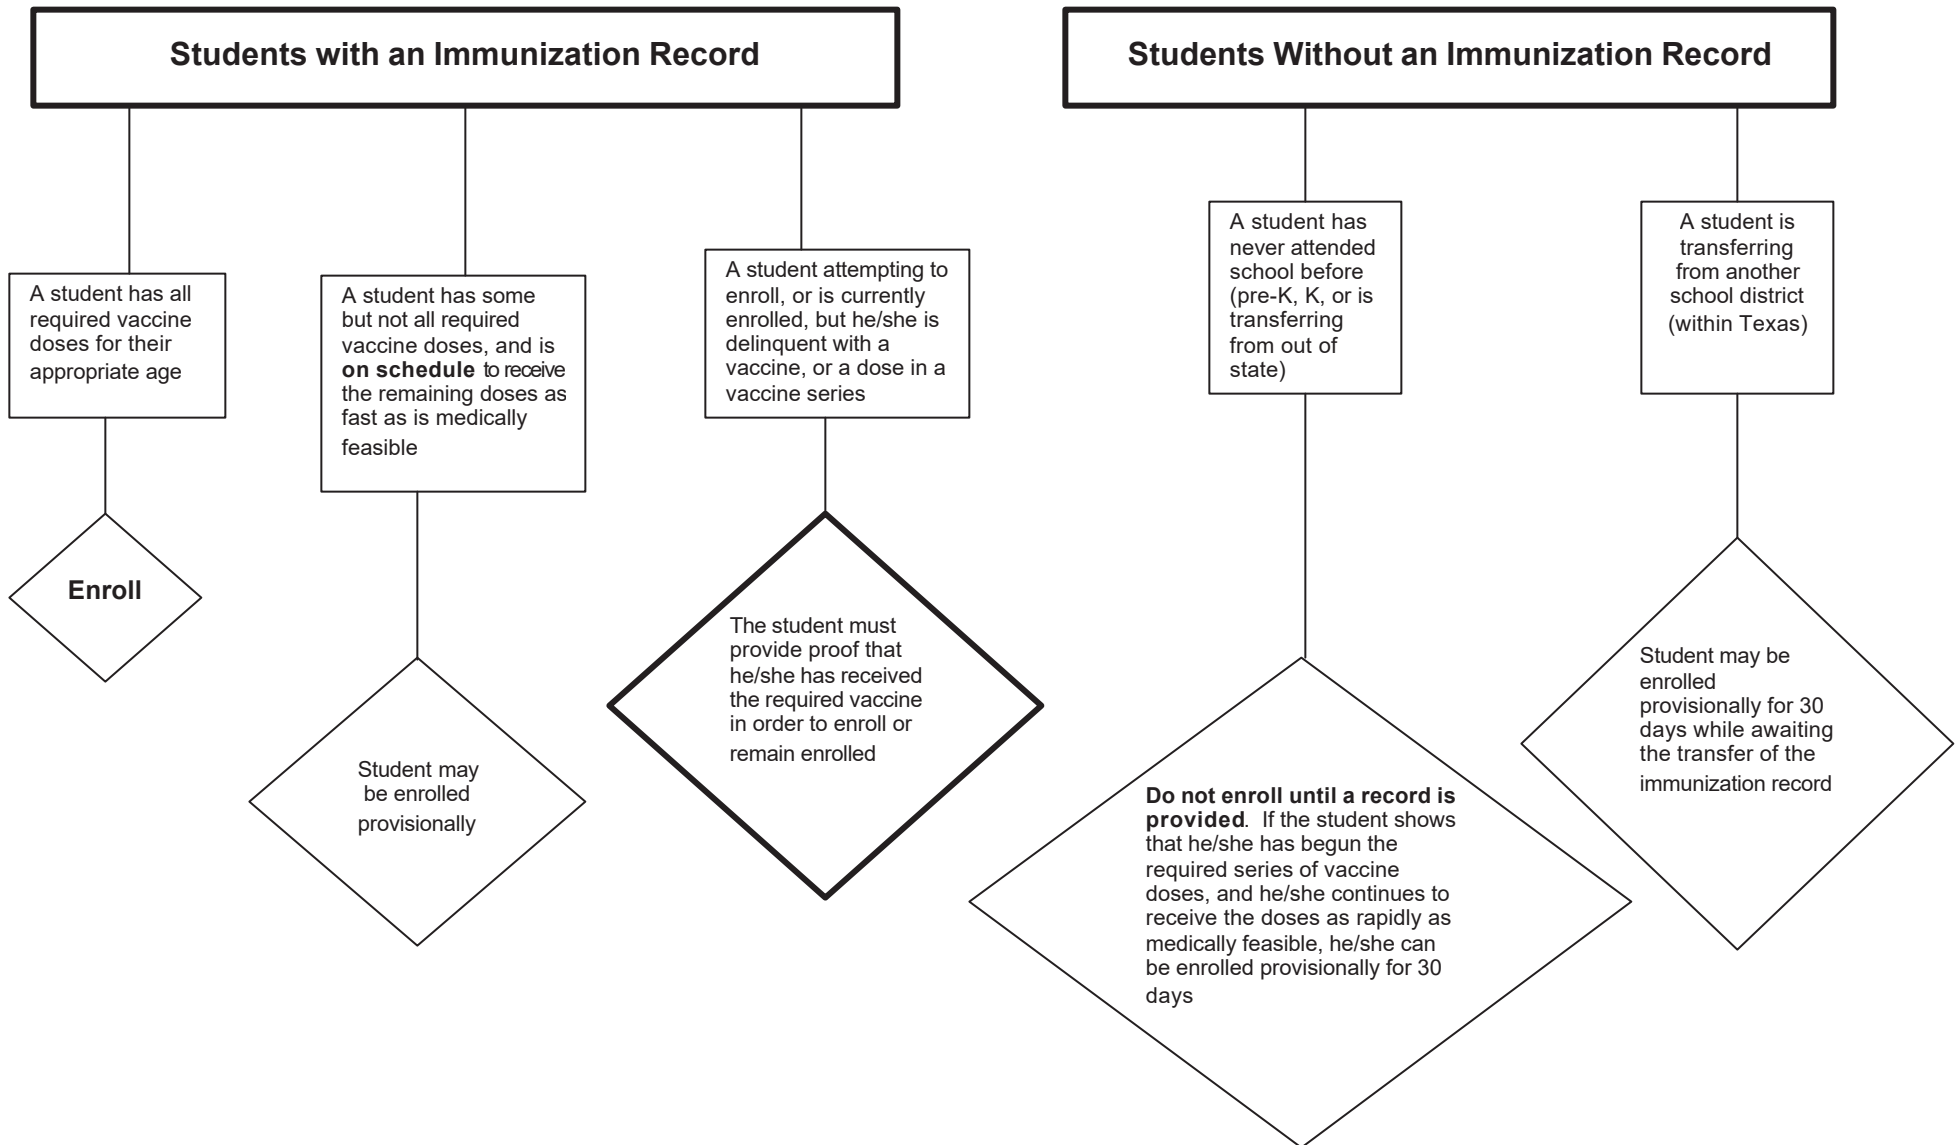 Students with an Immunization Record
A student has all
required vaccine
doses for their
appropriate age
Enroll
A student has some
but not all required
vaccine doses, and is
on schedule to receive
the remaining doses as
fast as is medically
feasible
Student may
be enrolled
provisionally
A student attempting to
enroll, or is currently
enrolled, but he/she is
delinquent with a
vaccine, or a dose in a
vaccine series
The student must
provide proof that
he/she has received
the required vaccine
in order to enroll or
remain enrolled
Students Without an Immunization Record
A student has
never attended
school before
(pre-K, K, or is
transferring
from out of
state)
Do not enroll until a record is
provided.  If the student shows
that he/she has begun the
required series of vaccine
doses, and he/she continues to
receive the doses as rapidly as
medically feasible, he/she can
be enrolled provisionally for 30
days
A student is
transferring
from another
school district
(within Texas)
Student may be
enrolled
provisionally for 30
days while awaiting
the transfer of the
immunization record